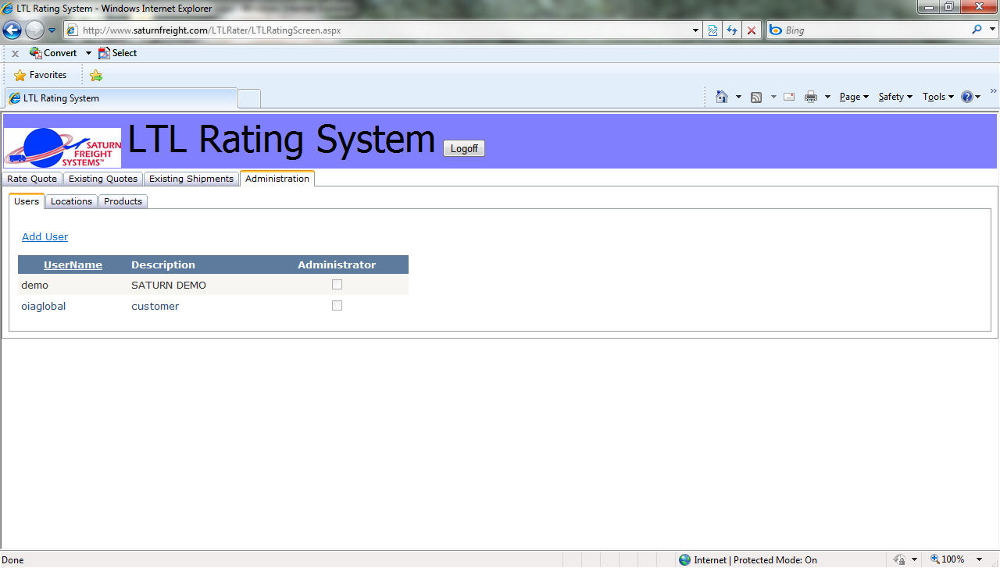 LTL Rating System - Windows Internet Explorer
http://www.saturnfreight.com/LTLRater/LTLRatingScreen.aspx
Bing
x Convert Select
Favorites
LTL Rating System
Page Safety Tools
SATURN FREIGHT SYSTEMS™
LTL Rating System
Logoff
Rate Quote Existing Quotes Existing Shipments Administration
Users Locations Products
Add User
UserName Description Administrator
demo SATURN DEMO
oiaglobal customer
Done Internet | Protected Mode: On 100%